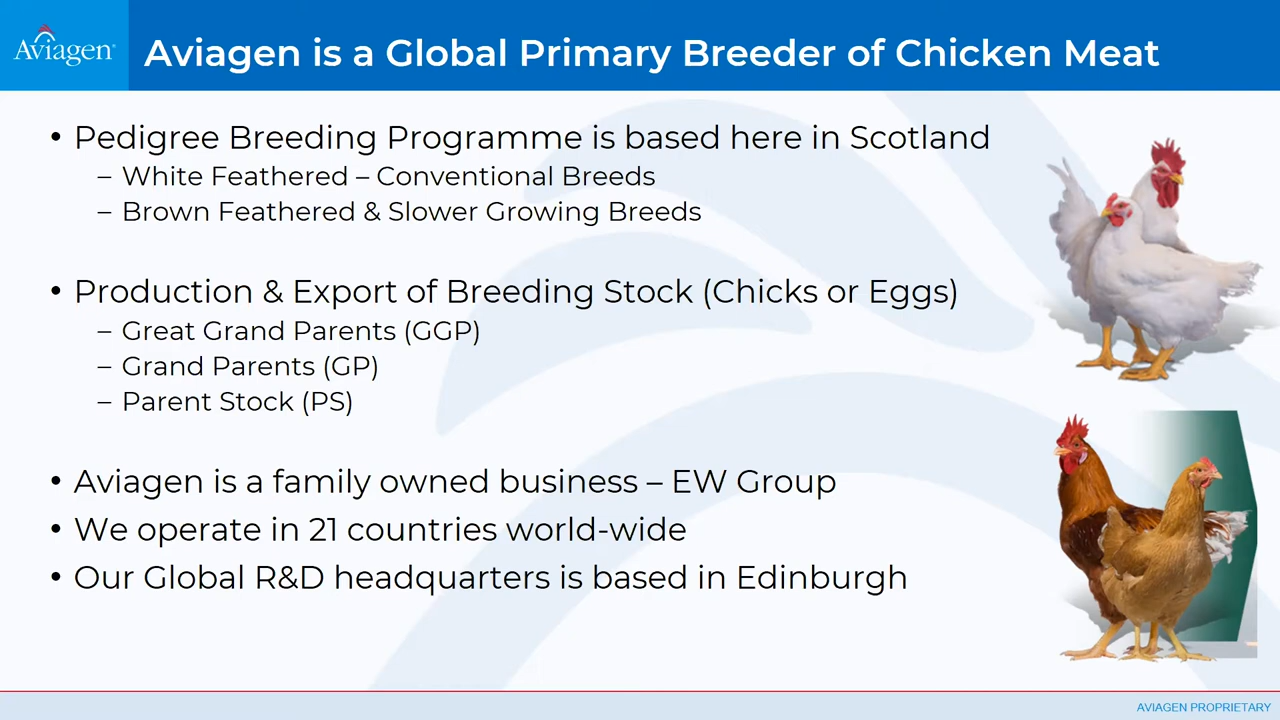 Aviagen®
Aviagen is a Global Primary Breeder of Chicken Meat
• Pedigree Breeding Programme is based here in Scotland
– White Feathered – Conventional Breeds
– Brown Feathered & Slower Growing Breeds
• Production & Export of Breeding Stock (Chicks or Eggs)
– Great Grand Parents (GGP)
– Grand Parents (GP)
– Parent Stock (PS)
• Aviagen is a family owned business – EW Group
• We operate in 21 countries world-wide
• Our Global R&D headquarters is based in Edinburgh
AVIAGEN PROPRIETARY